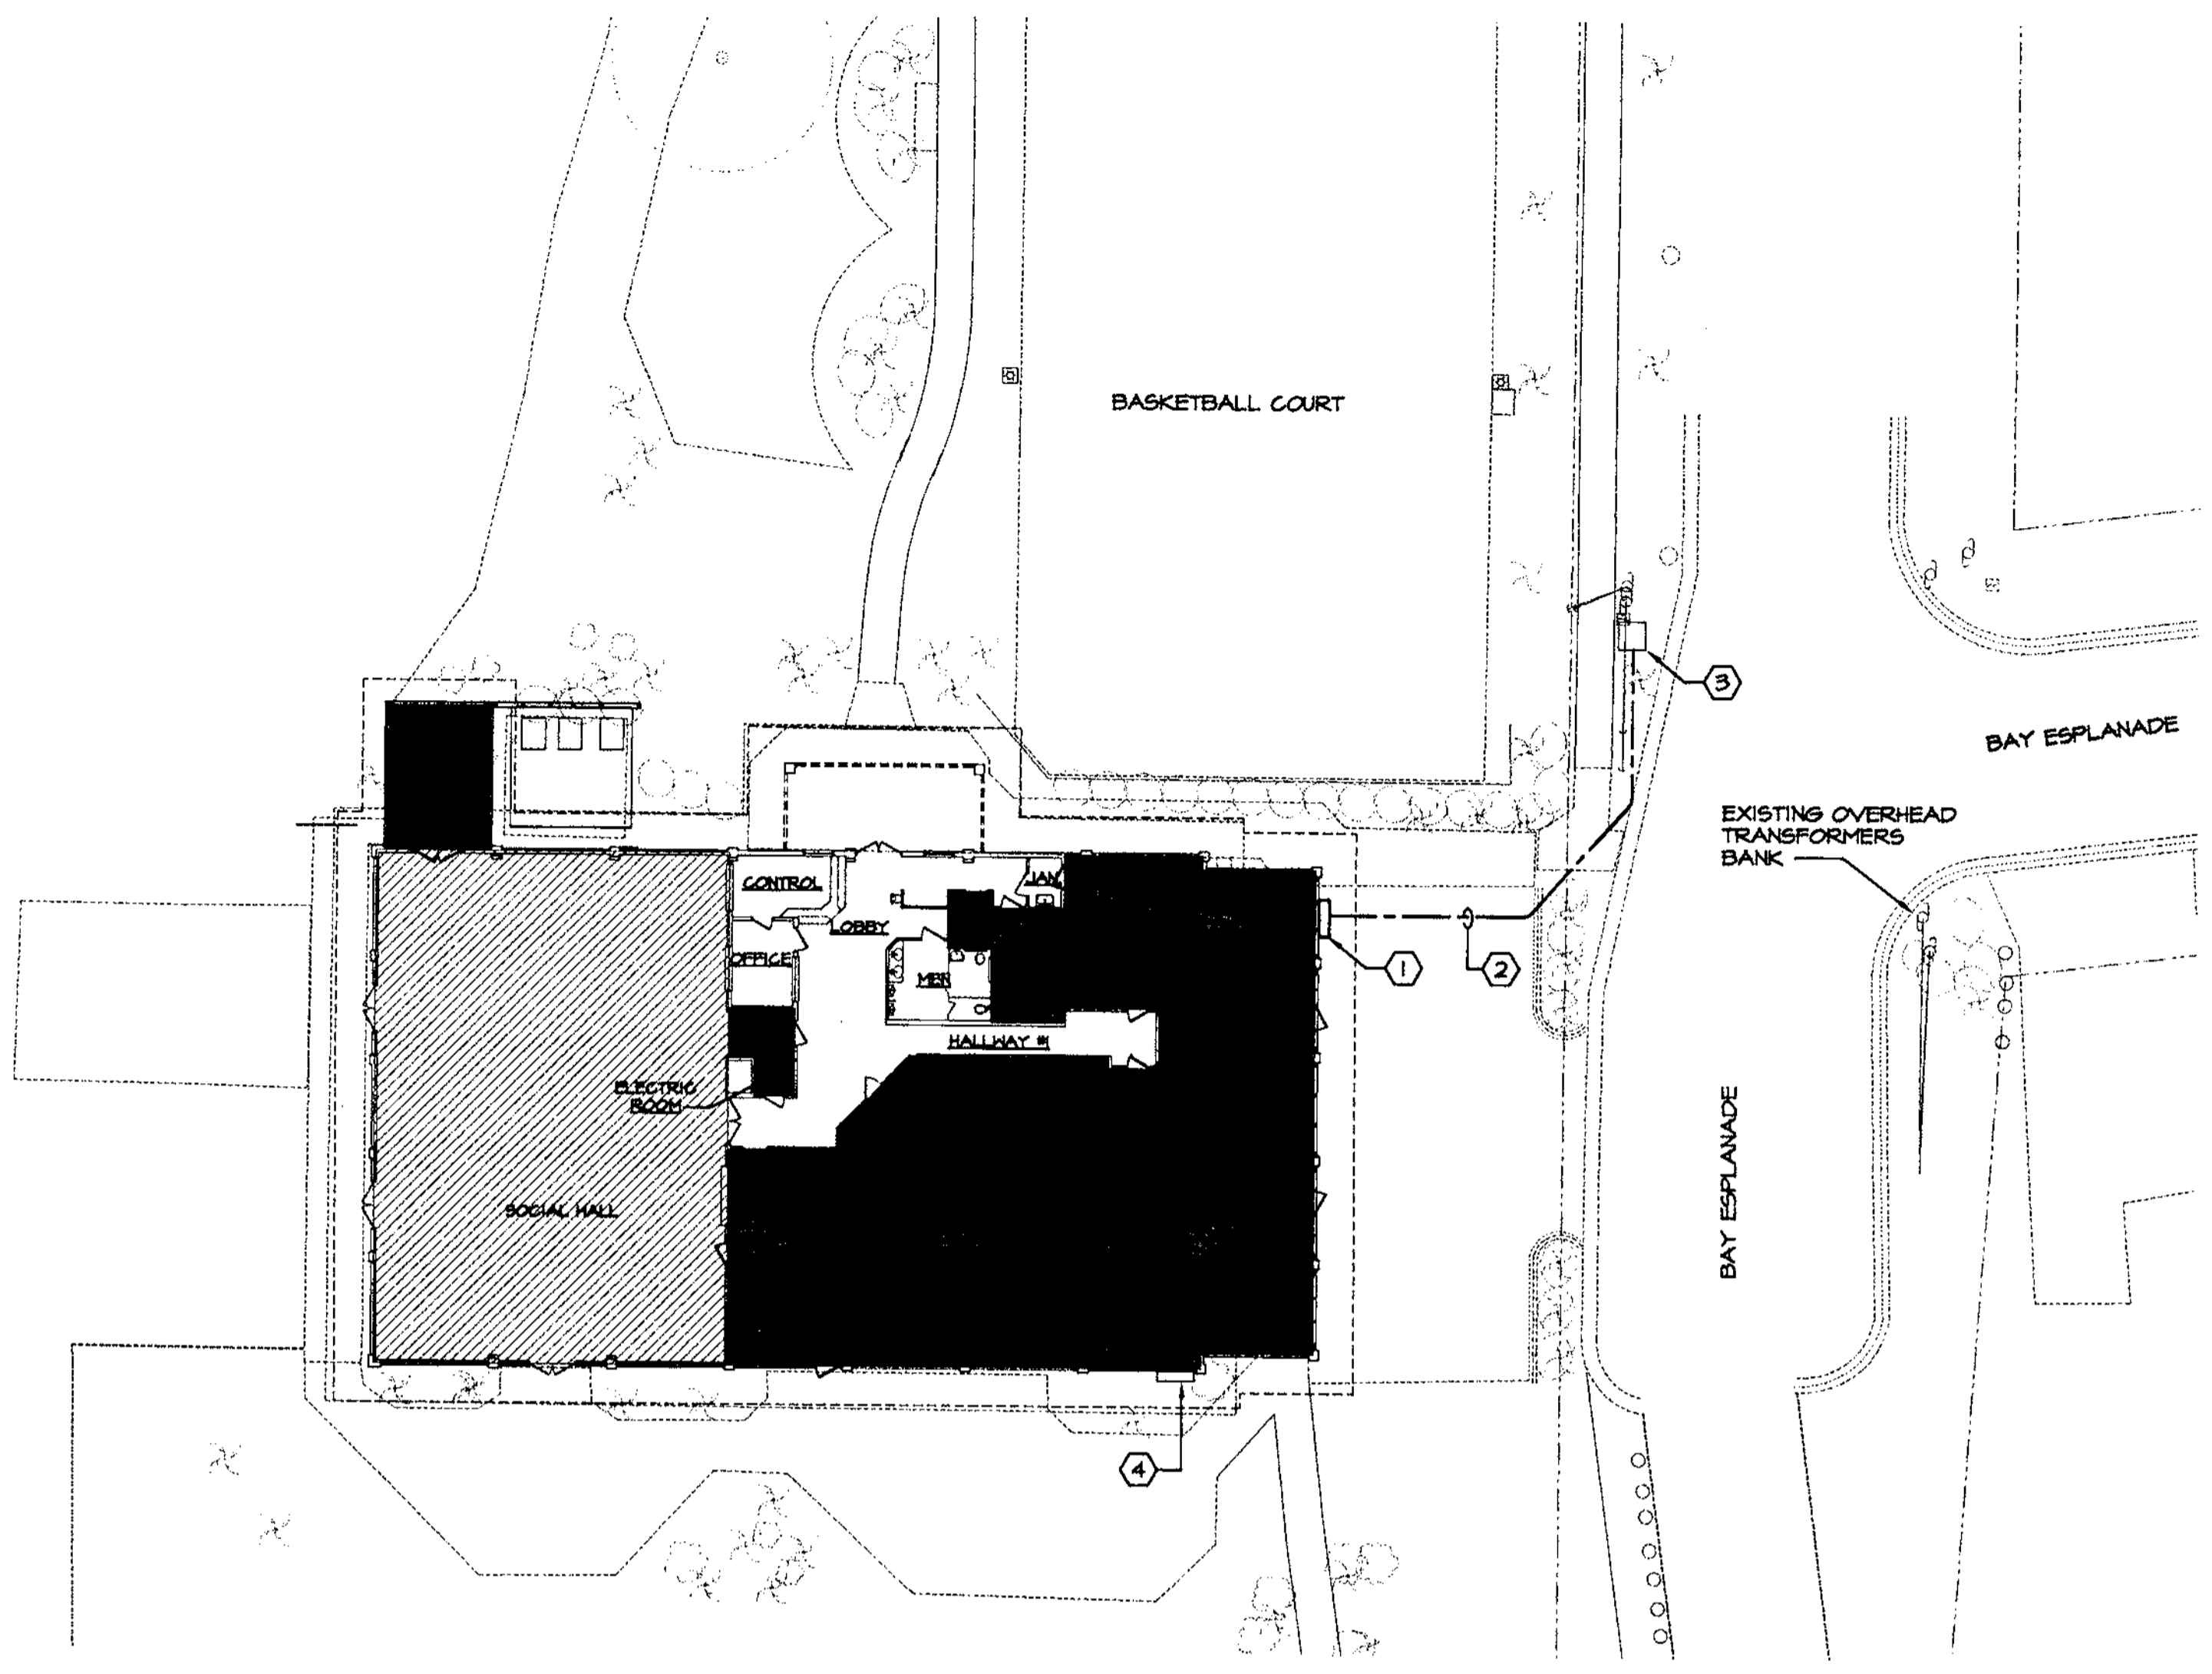 BASKETBALL COURT
3
BAY ESPLANADE
EXISTING OVERHEAD
TRANSFORMERS
BANK
CONTROL
JAN.
LOBBY
OFFICE
MEN
1
2
HALLWAY #1
ELECTRIC
ROOM
BAY ESPLANADE
SOCIAL HALL
4